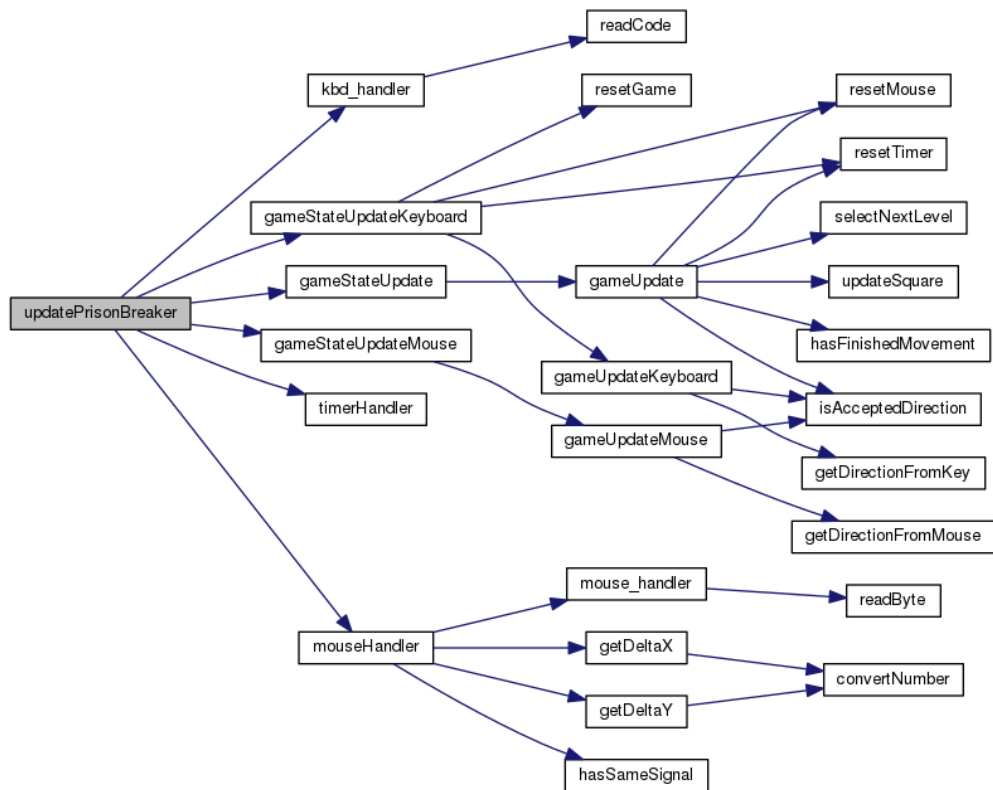 readCode
kbd_handler
resetGame
resetMouse
resetTimer
gameStateUpdateKeyboard
selectNextLevel
gameStateUpdate
gameUpdate
updateSquare
updatePrisonBreaker
gameStateUpdateMouse
hasFinishedMovement
gameUpdateKeyboard
timerHandler
isAcceptedDirection
gameUpdateMouse
getDirectionFromKey
getDirectionFromMouse
mouse_handler
readByte
mouseHandler
getDeltaX
convertNumber
getDeltaY
hasSameSignal